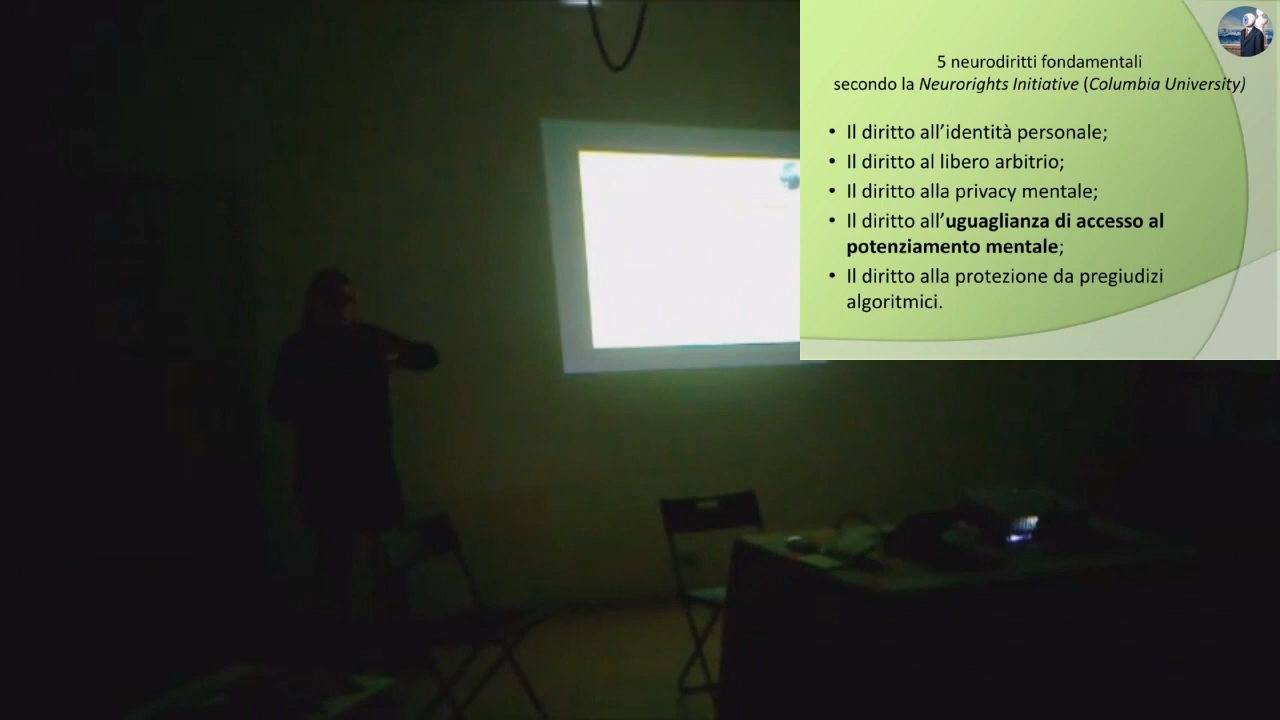 5 neurodiritti fondamentali
secondo la Neurorights Initiative (Columbia University)
• Il diritto all’identità personale;
• Il diritto al libero arbitrio;
• Il diritto alla privacy mentale;
• Il diritto all’uguaglianza di accesso al
potenziamento mentale;
• Il diritto alla protezione da pregiudizi
algoritmici.